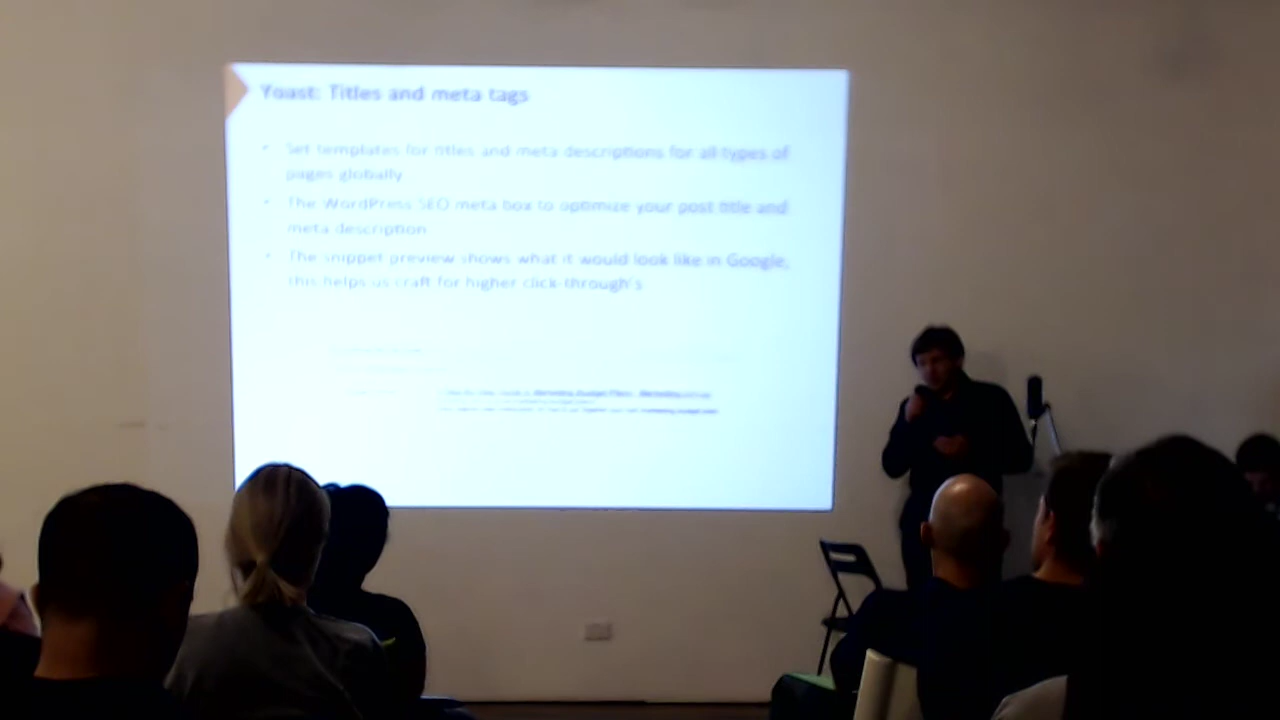 Yoast: Titles and meta tags
Set templates for titles and meta descriptions for all types of
pages globally
The WordPress SEO meta box to optimize your post title and
meta description
The snippet preview shows what it would look like in Google,
this helps us craft for higher click-through's